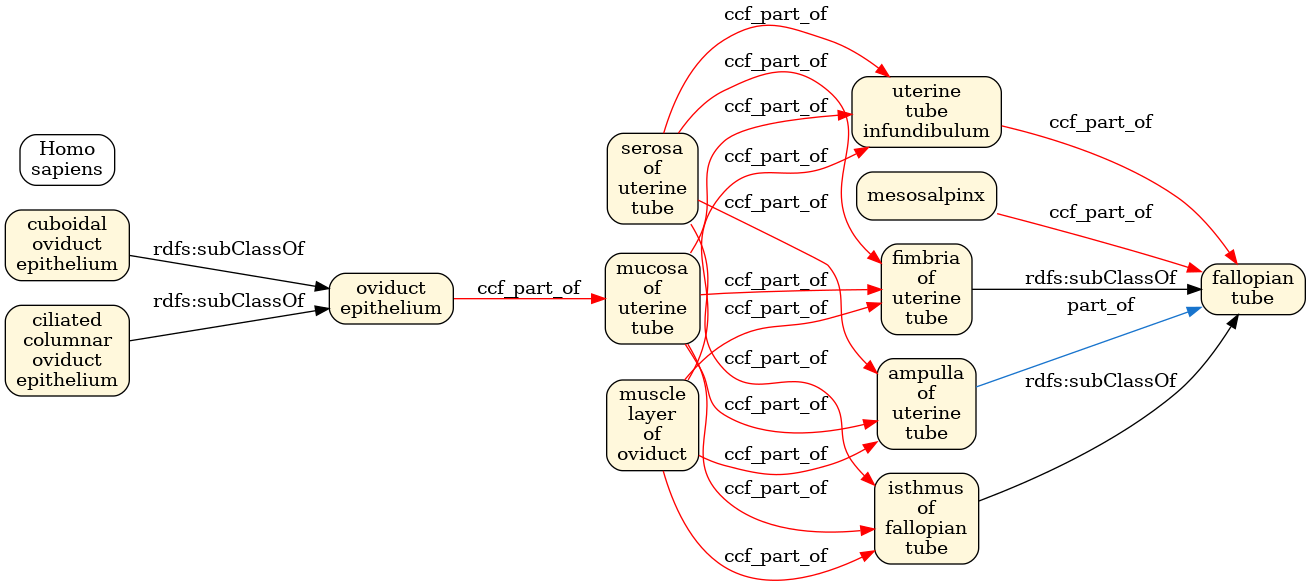 Homo
sapiens
cuboidal
oviduct
epithelium
ciliated
columnar
oviduct
epithelium
rdfs:subClassOf
rdfs:subClassOf
oviduct
epithelium
ccf_part_of
serosa
of
uterine
tube
mucosa
of
uterine
tube
muscle
layer
of
oviduct
ccf_part_of
ccf_part_of
ccf_part_of
ccf_part_of
ccf_part_of
ccf_part_of
ccf_part_of
ccf_part_of
ccf_part_of
ccf_part_of
ccf_part_of
ccf_part_of
uterine
tube
infundibulum
mesosalpinx
fimbria
of
uterine
tube
ampulla
of
uterine
tube
isthmus
of
fallopian
tube
ccf_part_of
ccf_part_of
rdfs:subClassOf
part_of
rdfs:subClassOf
fallopian
tube